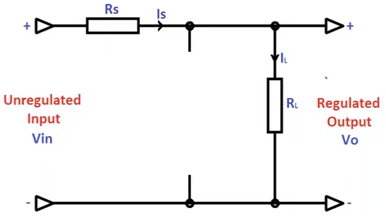 Rs
Is
+
+
IL
Unregulated
Input
Vin
RL
Regulated
Output
Vo
-
-